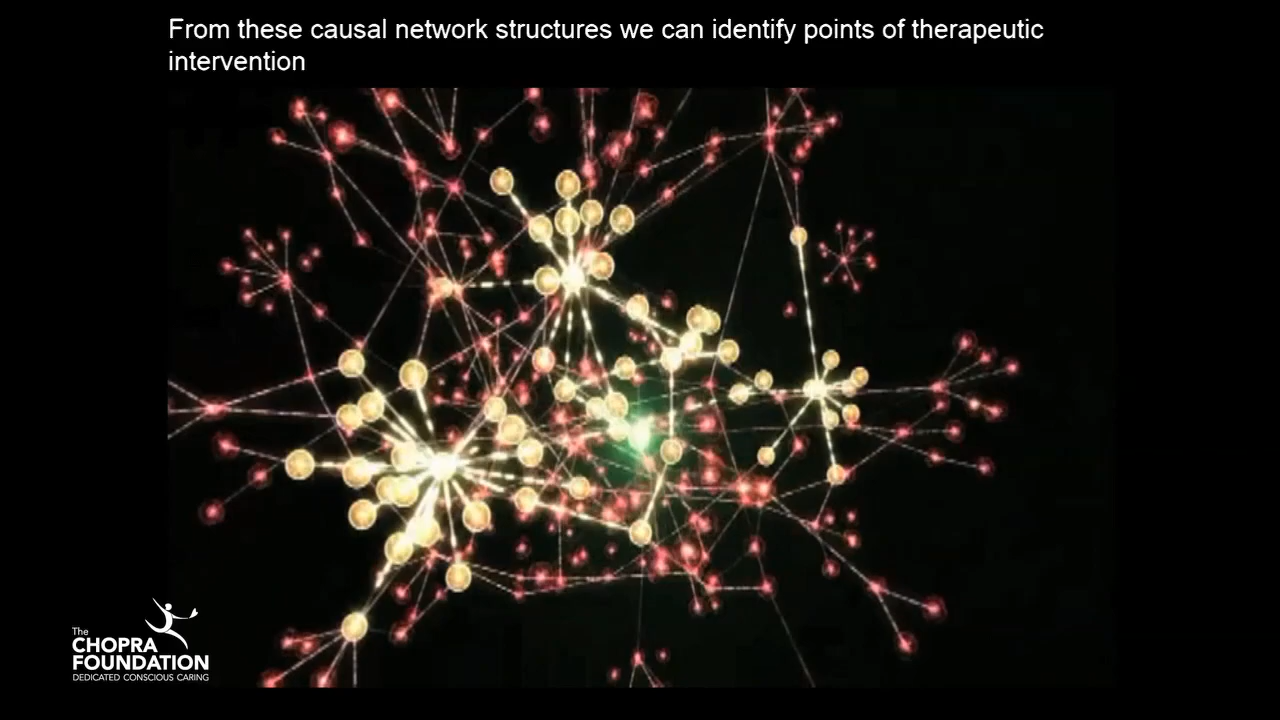 From these causal network structures we can identify points of therapeutic
intervention
The
CHOPRA
FOUNDATION
DEDICATED CONSCIOUS CARING